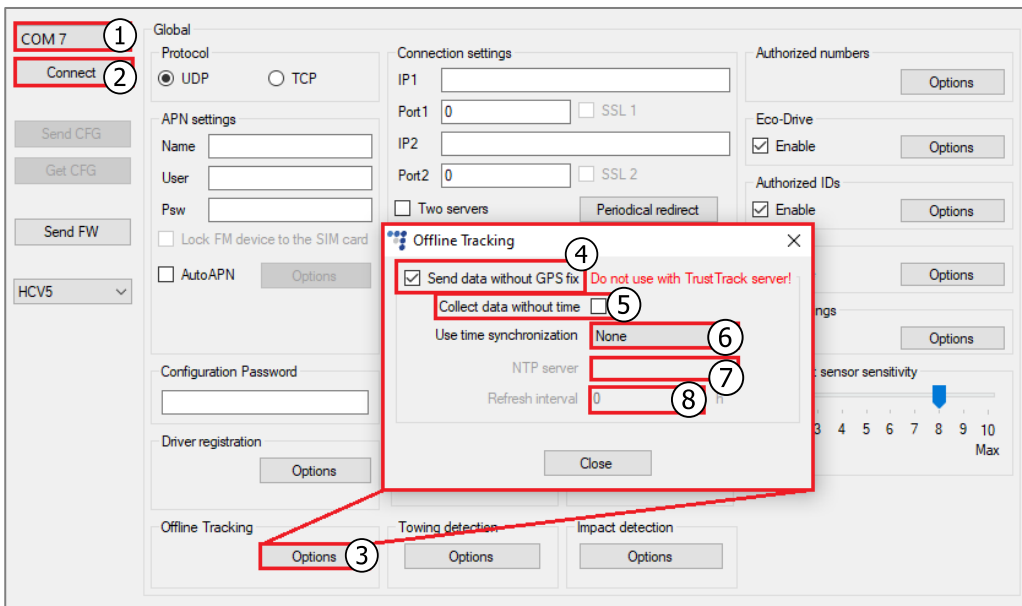 COM 7
1
Connect
2
Send CFG
Get CFG
Send FW
HCV5
Global
Protocol
UDP
TCP
APN settings
Name
User
Psw
Lock FM device to the SIM card
AutoAPN
Options
Configuration Password
Driver registration
Options
Offline Tracking
Options
3
Connection settings
IP1
Port1 0
SSL 1
IP2
Port2 0
SSL 2
Two servers
Periodical redirect
Offline Tracking
4
Send data without GPS fix
Do not use with TrustTrack server!
Collect data without time
5
Use time synchronization
None
6
NTP server
7
Refresh interval
0
8
Close
Towing detection
Options
Impact detection
Options
Authorized numbers
Options
Eco-Drive
Enable
Options
Authorized IDs
Enable
Options
Options
ngs
Options
sensor sensitivity
3 4 5 6 7 8 9 10
Max